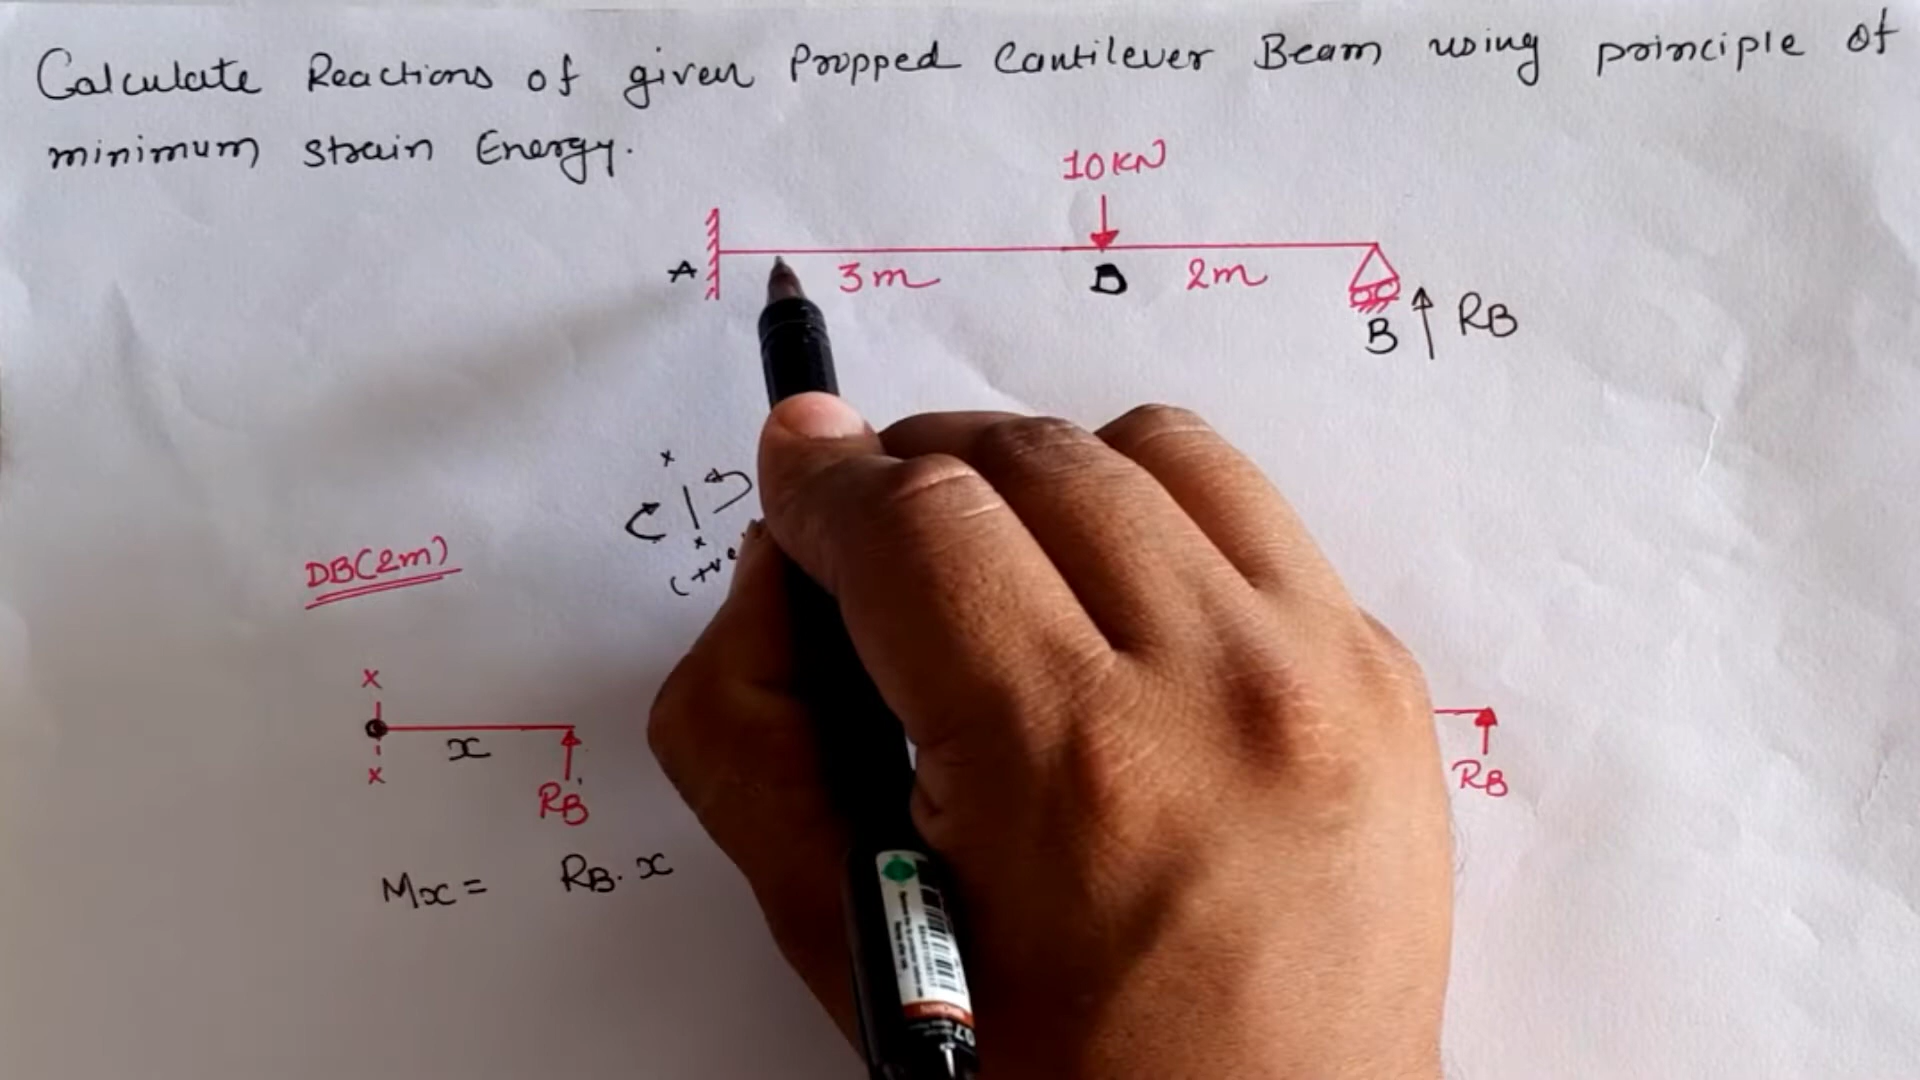 Calculate Reactions of given Propped Cantilever Beam using principle of
minimum strain Energy.
10KN
A
3m
D
2m
B
RB
x
x
(+ve
DB(2m)
x
x
x
RB
RB
Mx = RB.x